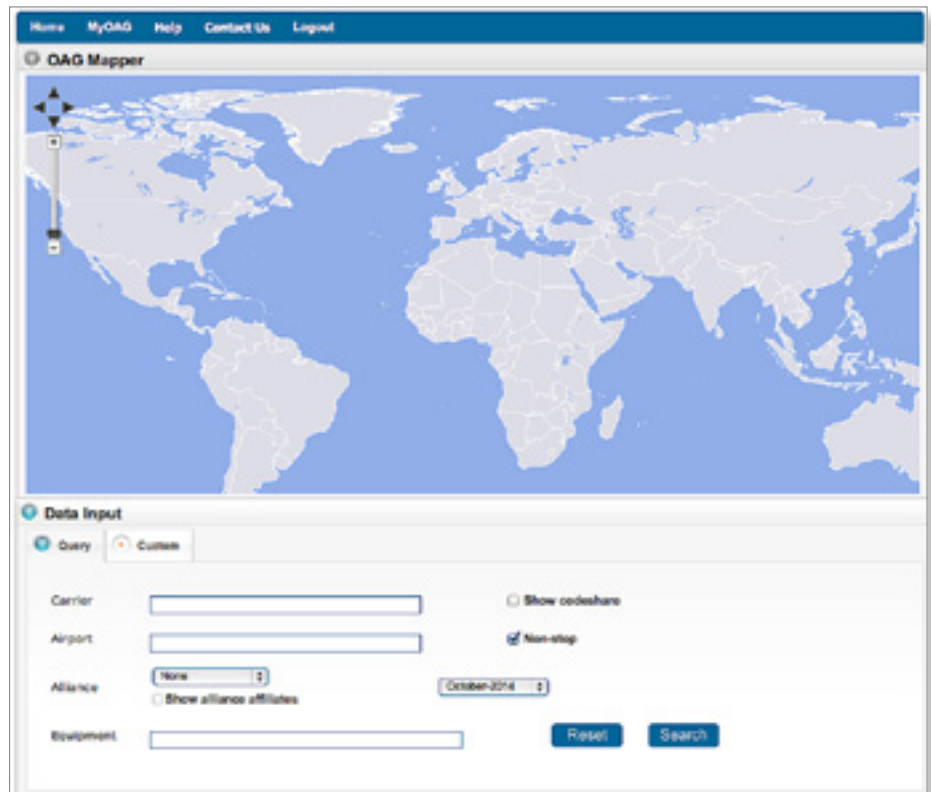 Home MyOAG Help Contact Us Logout
OAG Mapper
Data Input
Query Custom
Carrier Show codeshare
Airport Non-stop
Alliance None October-2014
Show alliance affiliates
Equipment Reset Search